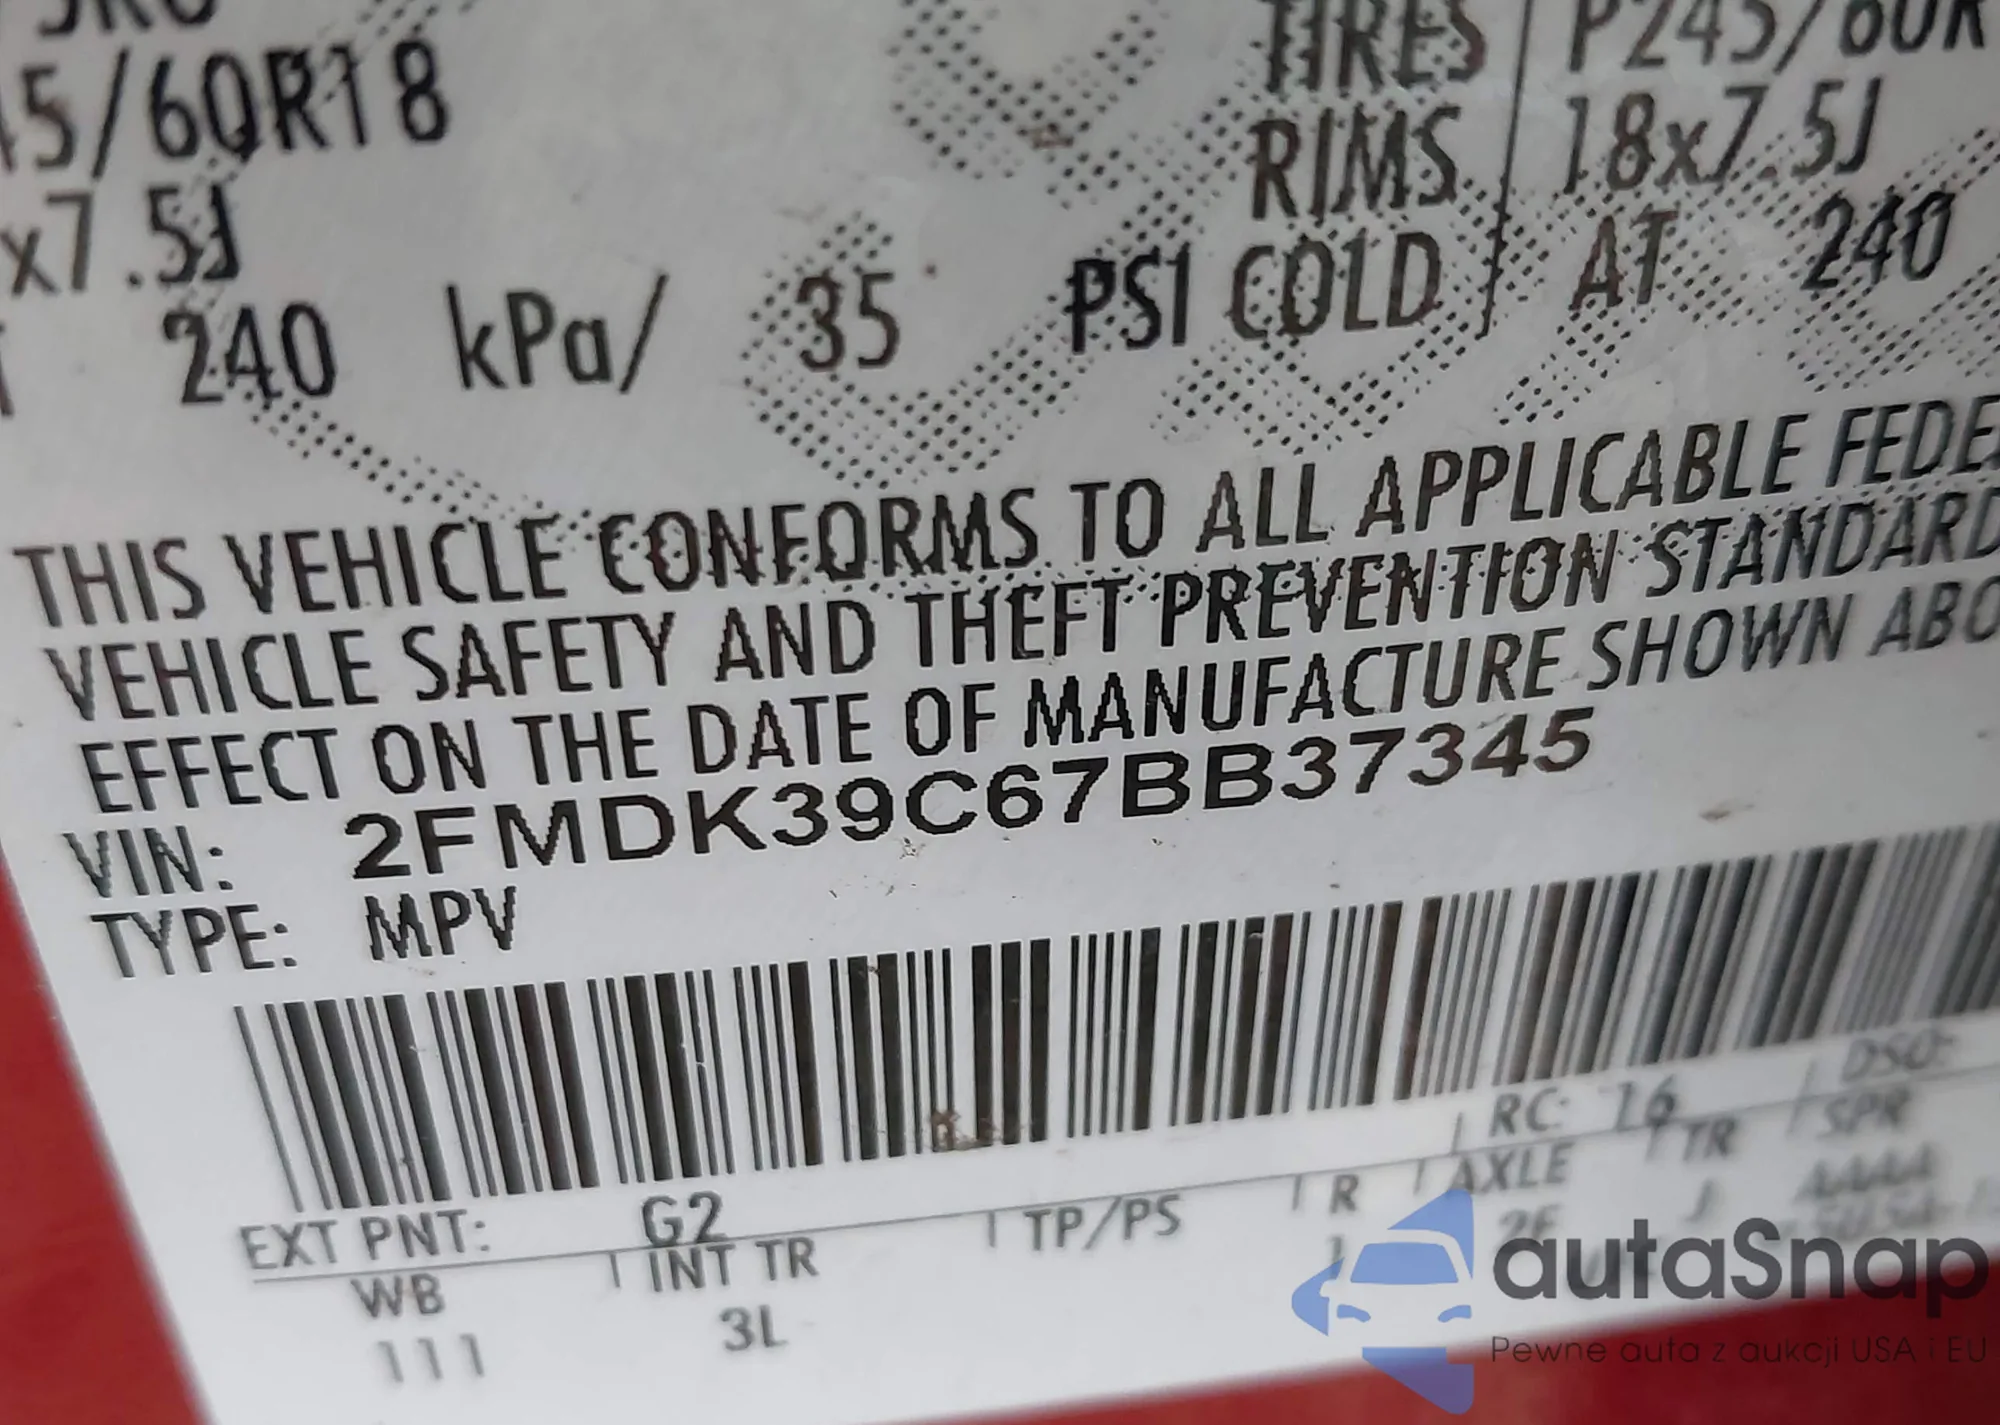 45/60R18
x7.5J
240 kPa/ 35 PSI COLD
TIRES P245/60R
RIMS 18x7.5J
AT 240
THIS VEHICLE CONFORMS TO ALL APPLICABLE FEDE
VEHICLE SAFETY AND THEFT PREVENTION STANDARD
EFFECT ON THE DATE OF MANUFACTURE SHOWN ABO
VIN: 2FMDK39C67BB37345
TYPE: MPV
RC: 16 DSO:
EXT PNT: G2
WB INT TR TP/PS R AXLE TR SPR
111 3L J AAAA
autaSnap
Pewne auta z aukcji USA i EU